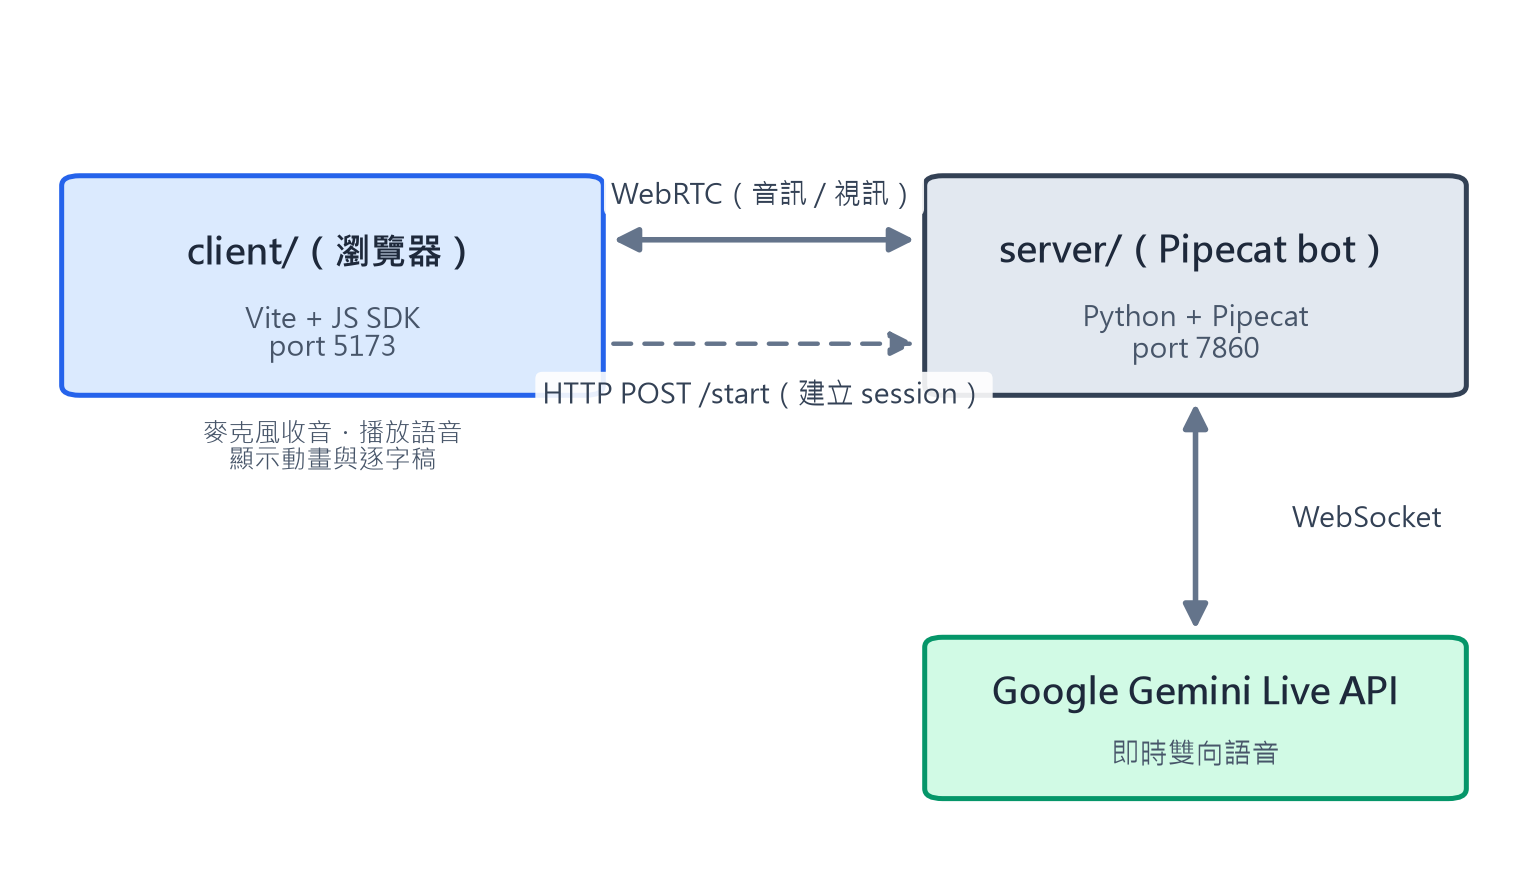 WebRTC（音訊 / 視訊）
client/（瀏覽器）
Vite + JS SDK
port 5173
server/（Pipecat bot）
Python + Pipecat
port 7860
HTTP POST /start（建立 session）
麥克風收音 · 播放語音
顯示動畫與逐字稿
WebSocket
Google Gemini Live API
即時雙向語音